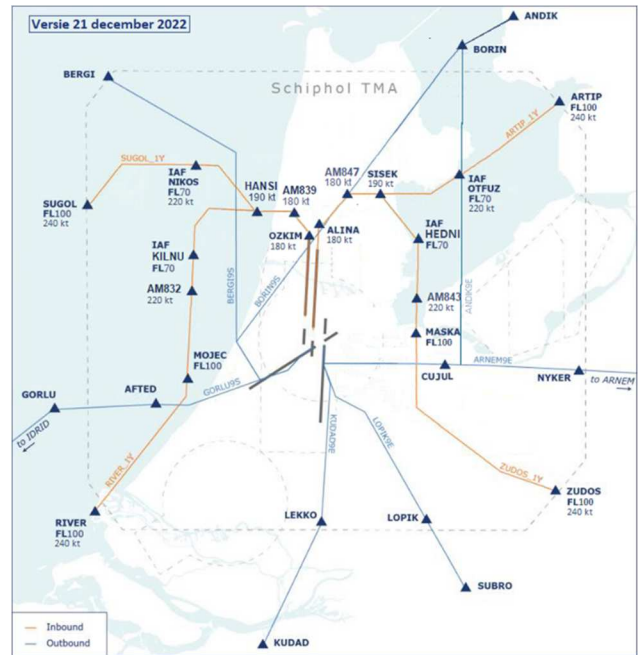 Versie 21 december 2022
ANDIK
BORIN
BERGI
Schiphol TMA
ARTIP
FL100
240 kt
ARTIP_1Y
SUGOL_1Y
IAF
NIKOS
FL70
220 kt
HANSI
190 kt
AM839
180 kt
AM847
180 kt
SISEK
190 kt
IAF
OTFUZ
FL70
220 kt
SUGOL
FL100
240 kt
OZKIM
180 kt
ALINA
180 kt
IAF
HEDNI
FL70
IAF
KILNU
FL70
AM832
220 kt
BERGI9S
BORIN9S
ANDIK9E
AM843
220 kt
MASKA
FL100
MOJEC
FL100
ARNEM9E
CUJUL
NYKER
to ARNEM
GORLU
AFTED
GORLU9S
to IDRID
KUDAD9E
LOPIK9E
RIVER_1Y
ZUDOS_1Y
RIVER
FL100
240 kt
LEKKO
LOPIK
ZUDOS
FL100
240 kt
SUBRO
KUDAD
Inbound
Outbound